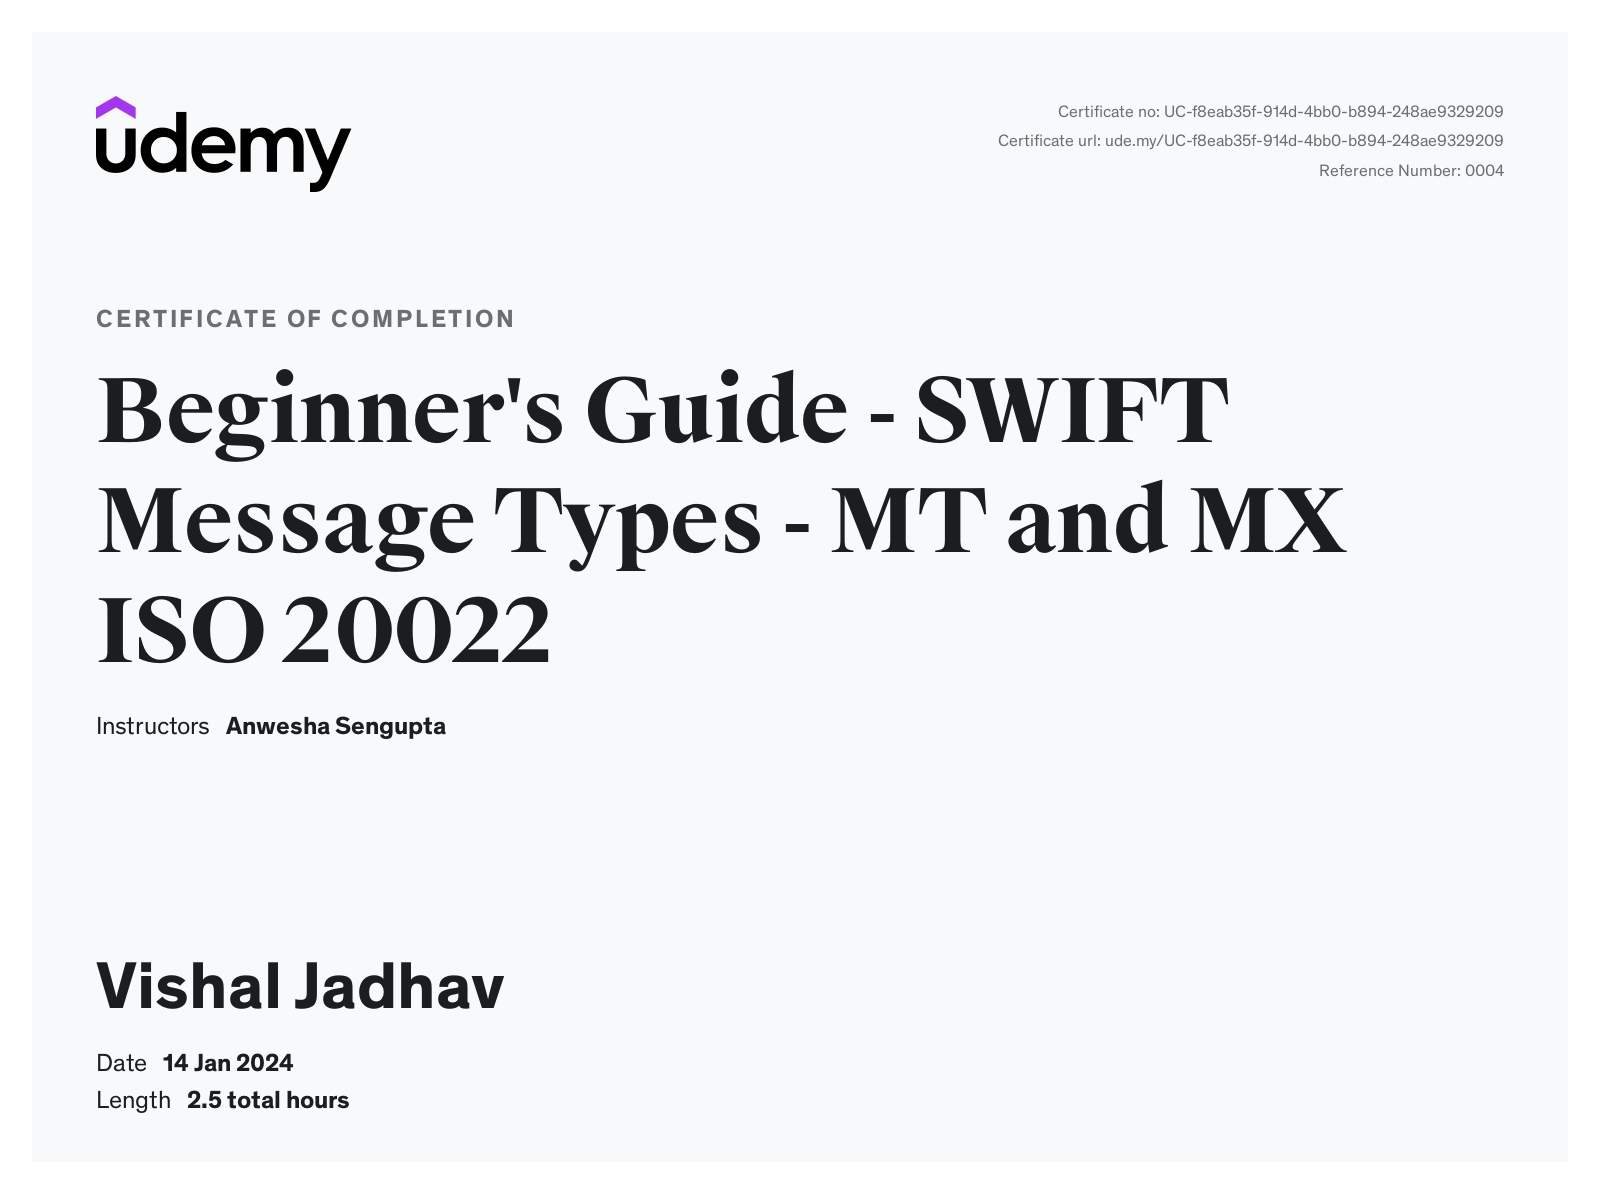 udemy
Certificate no: UC-f8eab35f-914d-4bb0-b894-248ae9329209
Certificate url: ude.my/UC-f8eab35f-914d-4bb0-b894-248ae9329209
Reference Number: 0004
CERTIFICATE OF COMPLETION
Beginner's Guide - SWIFT
Message Types - MT and MX
ISO 20022
Instructors Anwesha Sengupta
Vishal Jadhav
Date 14 Jan 2024
Length 2.5 total hours